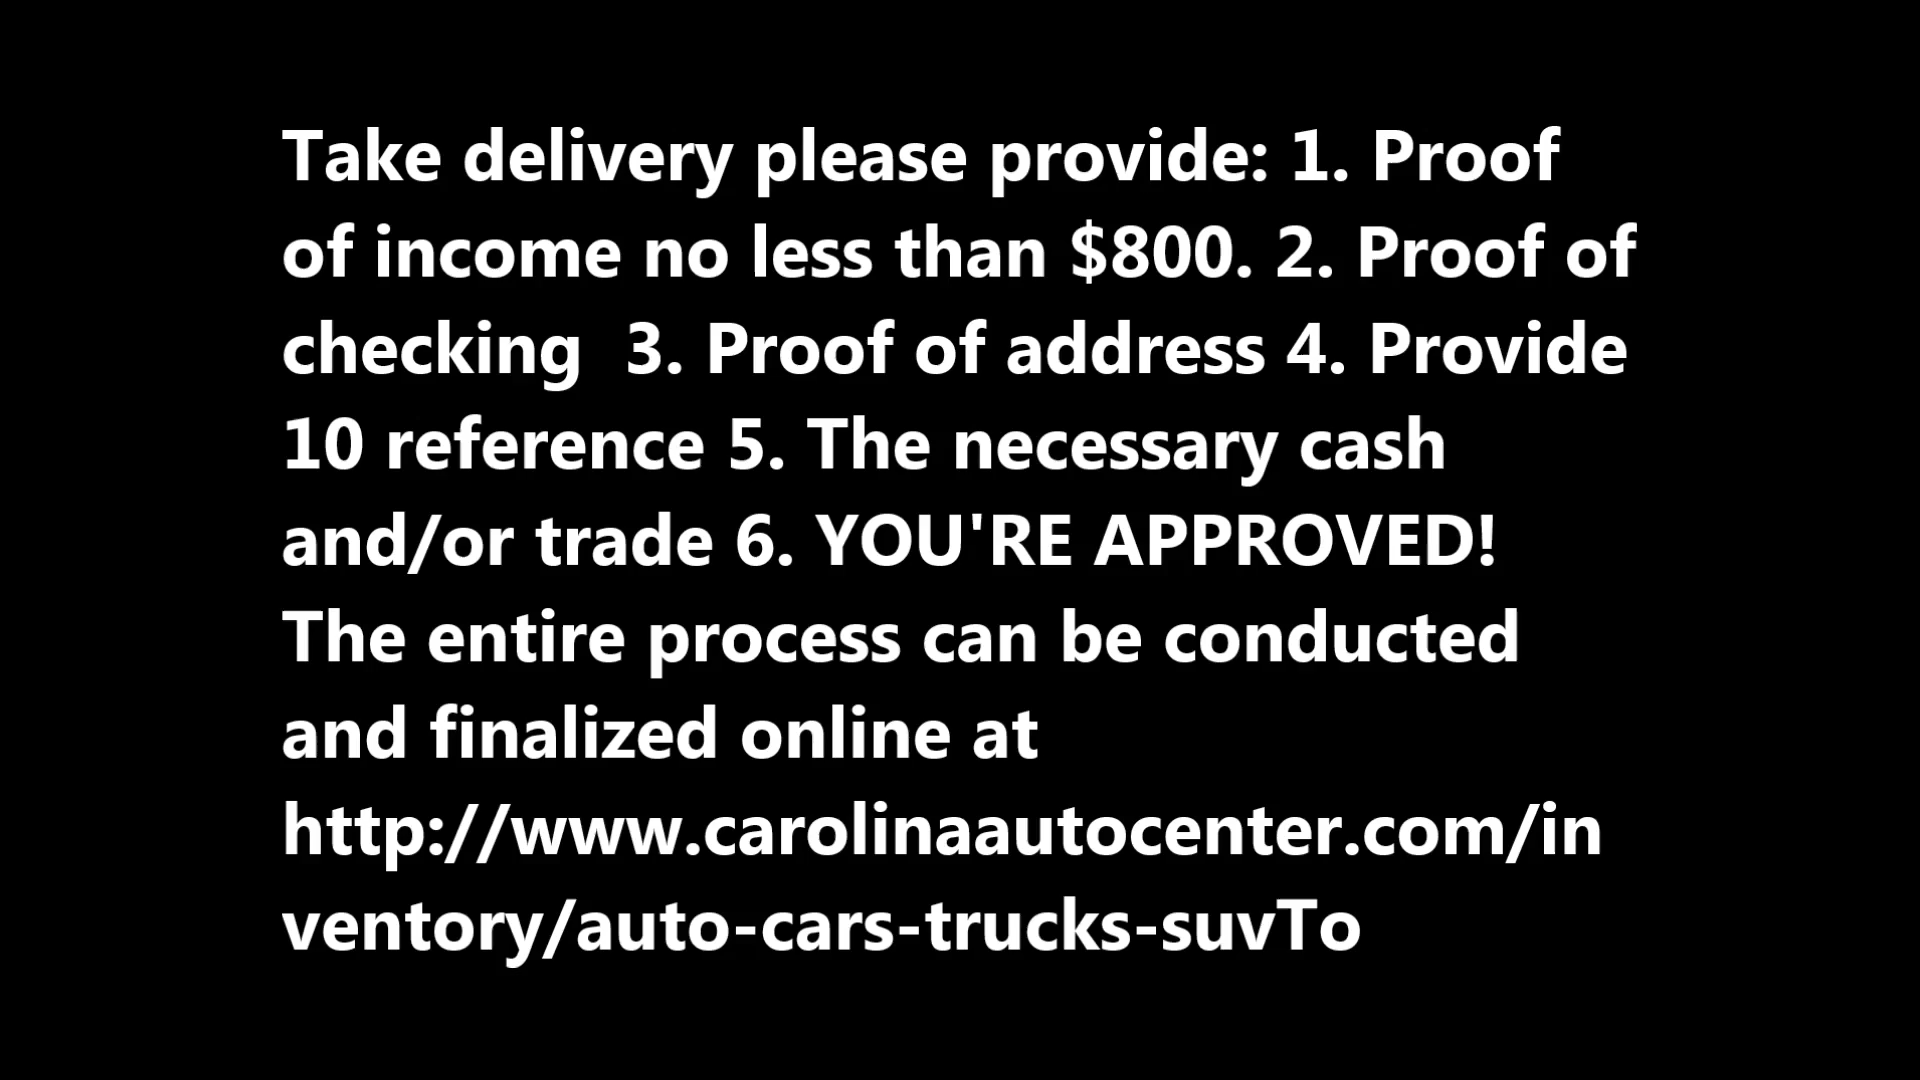 Take delivery please provide: 1. Proof
of income no less than $800. 2. Proof of
checking  3. Proof of address 4. Provide
10 reference 5. The necessary cash
and/or trade 6. YOU'RE APPROVED!
The entire process can be conducted
and finalized online at
http://www.carolinaautocenter.com/in
ventory/auto-cars-trucks-suvTo